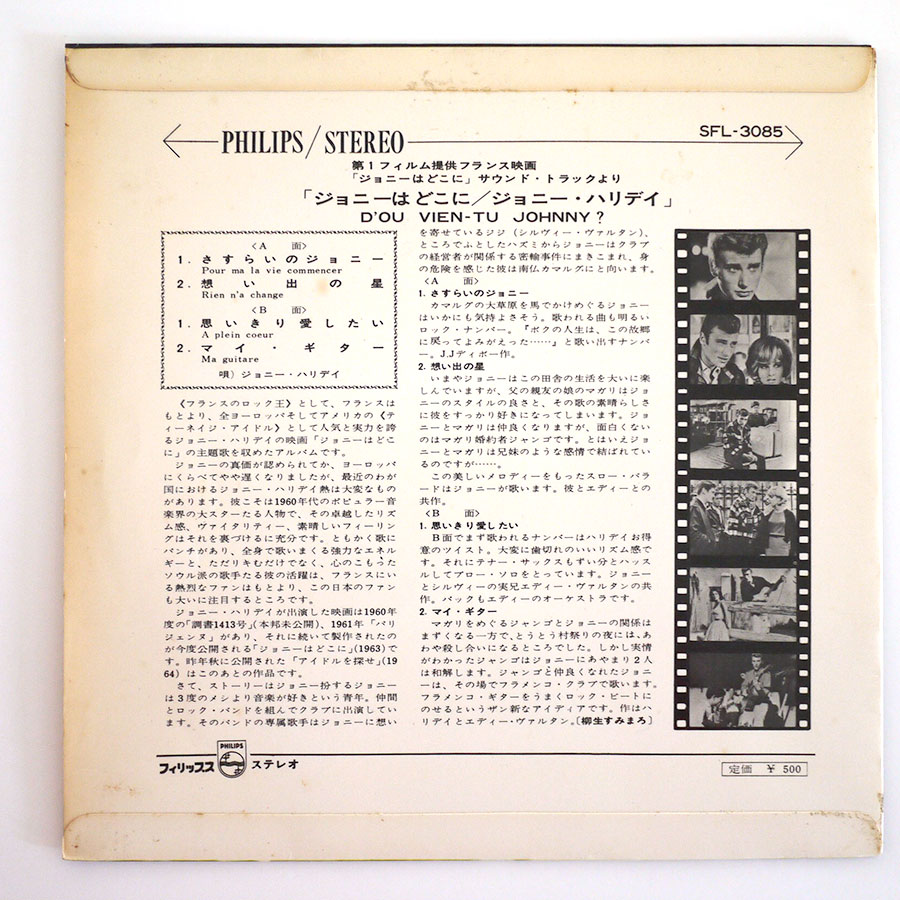 PHILIPS/STEREO
SFL-3085
第1フィルム提供フランス映画
「ジョニーはどこに」サウンド・トラックより
「ジョニーは どこに／ジョニー・ハリデイ」
D'OU VIEN-TU JOHNNY?
〈A 面〉
1. さすらいのジョニー
Pour ma la vie commencer
2. 想い出の星
Rien n'a change
〈B 面〉
1. 思いきり愛したい
A plein coeur
2. マイ・ギター
Ma guitare
唄）ジョニー・ハリデイ
《フランスのロック王》として、フランスは
もとより、全ヨーロッパそしてアメリカの《テ
ィーネイジ・アイドル》として人気と実力を誇
るジョニー・ハリデイの映画「ジョニーはどこ
に」の主題歌を収めたアルバムです。
ジョニーの真価が認められてか、ヨーロッパ
にくらべてやや遅くなりましたが、最近のわが
国におけるジョニー・ハリデイ熱は大変なもの
があります。彼こそは1960年代のポピュラー音
楽界の大スターたる人物で、その卓越したリズ
ム感、ヴァイタリティー、素晴しいフィーリン
グはそれを裏づけるに充分です。ともかく歌に
パンチがあり、全身で歌いまくる強力なエネル
ギーと、ただリキむだけでなく、心のこもった
ソウル派の歌手たる彼の活躍は、フランスにい
る熱烈なファンはもとより、この日本のファン
も大いに注目するところです。
ジョニー・ハリデイが出演した映画は1960年
度の「調書1413号」(本邦未公開)、1961年「パリ
ジェンヌ」があり、それに続いて製作されたの
が今度公開される「ジョニーはどこに」(1963)で
す。昨年秋に公開された「アイドルを探せ」(19
64)はこのあとの作品です。
さて、ストーリーはジョニー扮するジョニー
は3度のメシより音楽が好きという青年。仲間
とロック・バンドを組んでクラブに出演してい
ます。そのバンドの専属歌手はジョニーに想い
を寄せているジジ（シルヴィー・ヴァルタン）、
ところでふとしたハズミからジョニーはクラブ
の経営者が関係する密輸事件にまきこまれ、身
の危険を感じた彼は南仏カマルグにと向います。
〈A 面〉
1. さすらいのジョニー
カマルグの大草原を馬でかけめぐるジョニー
はいかにも気持よさそう。歌われる曲も明るい
ロック・ナンバー。『ボクの人生は、この故郷
に戻ってよみがえった……』と歌い出すナンバ
ー。J.Jディボー作。
2. 想い出の星
いまやジョニーはこの田舎の生活を大いに楽
しんでいますが、父の親友の娘のマガリはジョ
ニーのスタイルの良さと、その歌の素晴らしさ
に彼をすっかり好きになってしまいます。ジョ
ニーとマガリは仲良くなりますが、面白くない
のはマガリ婚約者ジャンゴです。とはいえジョ
ニーとマガリは兄妹のような感情で結ばれてい
るのですが……。
この美しいメロディーをもったスロー・バラ
ードはジョニーが歌います。彼とエディーとの
共作。
〈B 面〉
1. 思いきり愛したい
B面でまず歌われるナンバーはハリデイお得
意のツイスト。大変に歯切れのいいリズム感で
す。それにテナー・サックスもずい分とハッス
ルしてブロー・ソロをとっています。ジョニー
とシルヴィーの実兄エディー・ヴァルタンの共
作。バックもエディーのオーケストラです。
2. マイ・ギター
マガリをめぐるジャンゴとジョニーの関係は
まずくなる一方で、とうとう村祭りの夜には、あ
わや殺し合いになるところでした。しかし実情
がわかったジャンゴはジョニーにあやまり2人
は和解します。ジャンゴと仲良くなれたジョニ
ーは、その場でフラメンコ・クラブで歌います。
フラメンコ・ギターをうまくロック・ビートに
のせるというザン新なアイディアです。作はハ
リデイとエディー・ヴァルタン。〔柳生すみまろ〕
フィリップス PHILIPS ステレオ
定価 ￥500